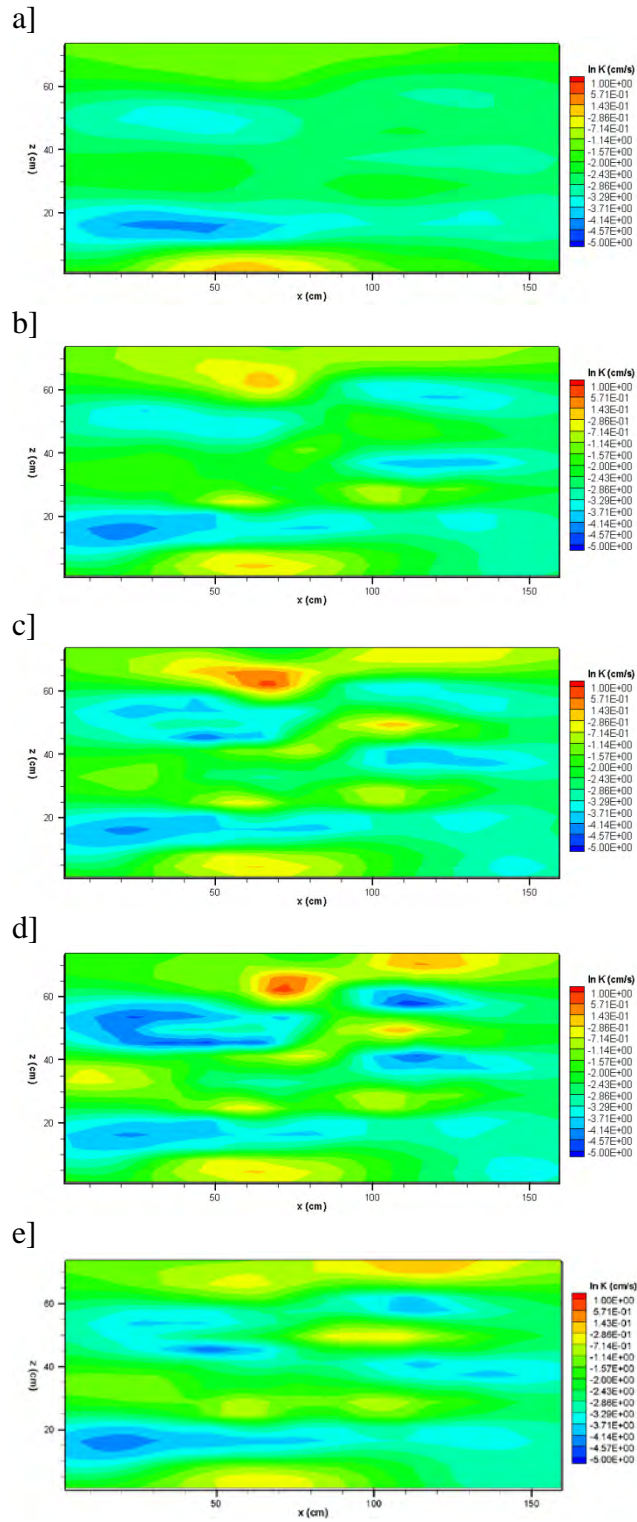 a]
z (cm)
60
40
20
50 100 150
x (cm)
ln K (cm/s)
1.00E+00
5.71E-01
1.43E-01
-2.86E-01
-7.14E-01
-1.14E+00
-1.57E+00
-2.00E+00
-2.43E+00
-2.86E+00
-3.29E+00
-3.71E+00
-4.14E+00
-4.57E+00
-5.00E+00
b]
z (cm)
60
40
20
50 100 150
x (cm)
ln K (cm/s)
1.00E+00
5.71E-01
1.43E-01
-2.86E-01
-7.14E-01
-1.14E+00
-1.57E+00
-2.00E+00
-2.43E+00
-2.86E+00
-3.29E+00
-3.71E+00
-4.14E+00
-4.57E+00
-5.00E+00
c]
z (cm)
60
40
20
50 100 150
x (cm)
ln K (cm/s)
1.00E+00
5.71E-01
1.43E-01
-2.86E-01
-7.14E-01
-1.14E+00
-1.57E+00
-2.00E+00
-2.43E+00
-2.86E+00
-3.29E+00
-3.71E+00
-4.14E+00
-4.57E+00
-5.00E+00
d]
z (cm)
60
40
20
50 100 150
x (cm)
ln K (cm/s)
1.00E+00
5.71E-01
1.43E-01
-2.86E-01
-7.14E-01
-1.14E+00
-1.57E+00
-2.00E+00
-2.43E+00
-2.86E+00
-3.29E+00
-3.71E+00
-4.14E+00
-4.57E+00
-5.00E+00
e]
z (cm)
60
40
20
50 100 150
x (cm)
ln K (cm/s)
1.00E+00
5.71E-01
1.43E-01
-2.86E-01
-7.14E-01
-1.14E+00
-1.57E+00
-2.00E+00
-2.43E+00
-2.86E+00
-3.29E+00
-3.71E+00
-4.14E+00
-4.57E+00
-5.00E+00